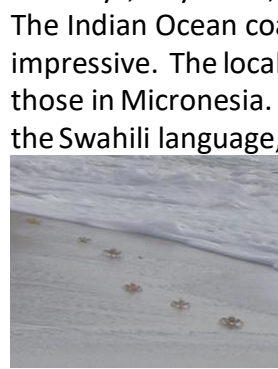 The Indian Ocean coa
impressive. The local
those in Micronesia.
the Swahili language,